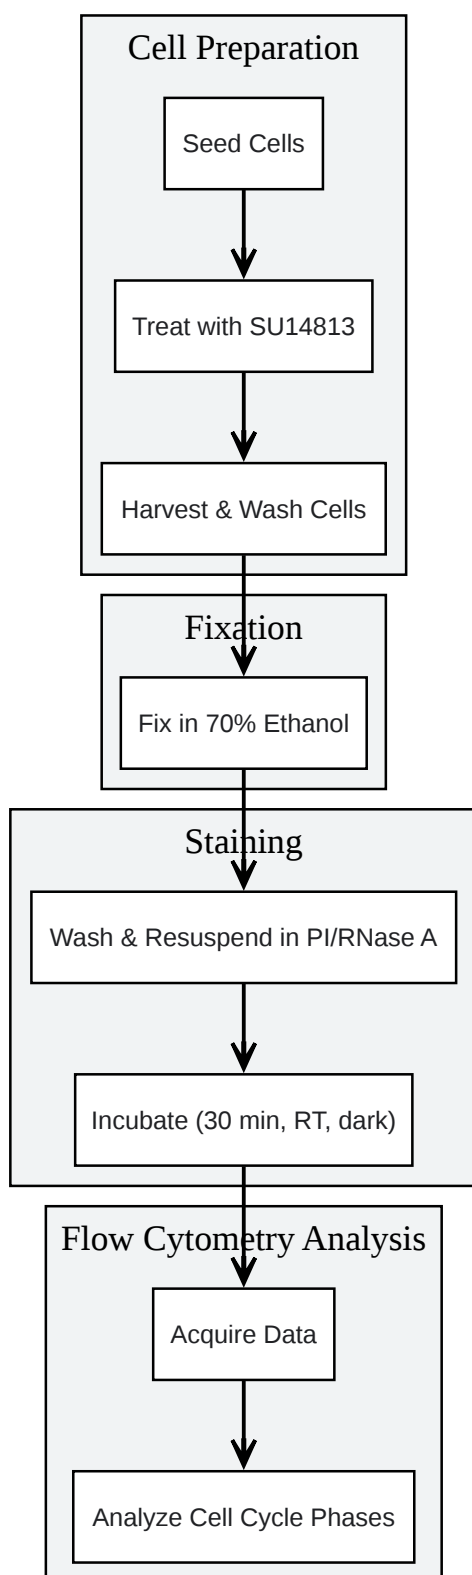 Cell Preparation
Seed Cells
Treat with SU14813
Harvest & Wash Cells
Fixation
Fix in 70% Ethanol
Staining
Wash & Resuspend in PI/RNase A
Incubate (30 min, RT, dark)
Flow Cytometry Analysis
Acquire Data
Analyze Cell Cycle Phases